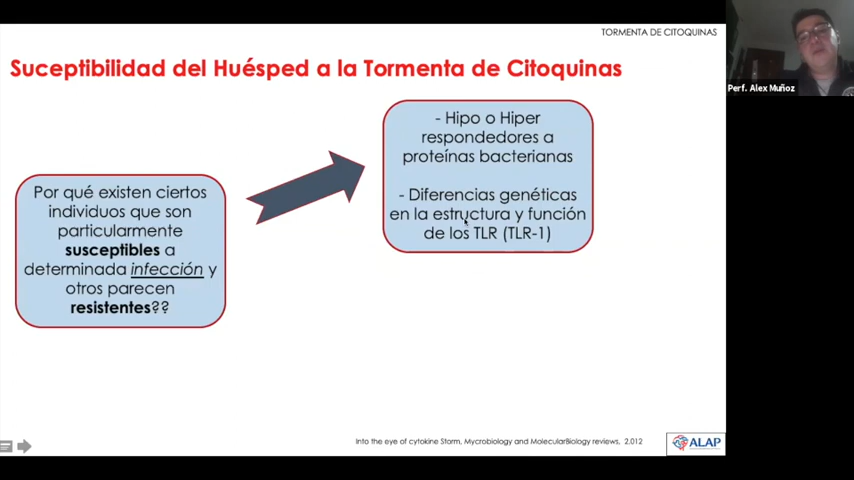 TORMENTA DE CITOQUINAS
Suceptibilidad del Huésped a la Tormenta de Citoquinas
Perf. Alex Muñoz
- Hipo o Hiper
respondedores a
proteínas bacterianas
- Diferencias genéticas
en la estructura y función
de los TLR (TLR-1)
Por qué existen ciertos
individuos que son
particularmente
susceptibles a
determinada infección y
otros parecen
resistentes??
Into the eye of cytokine Storm, Mycrobiology and MolecularBiology reviews, 2.012
ALAP